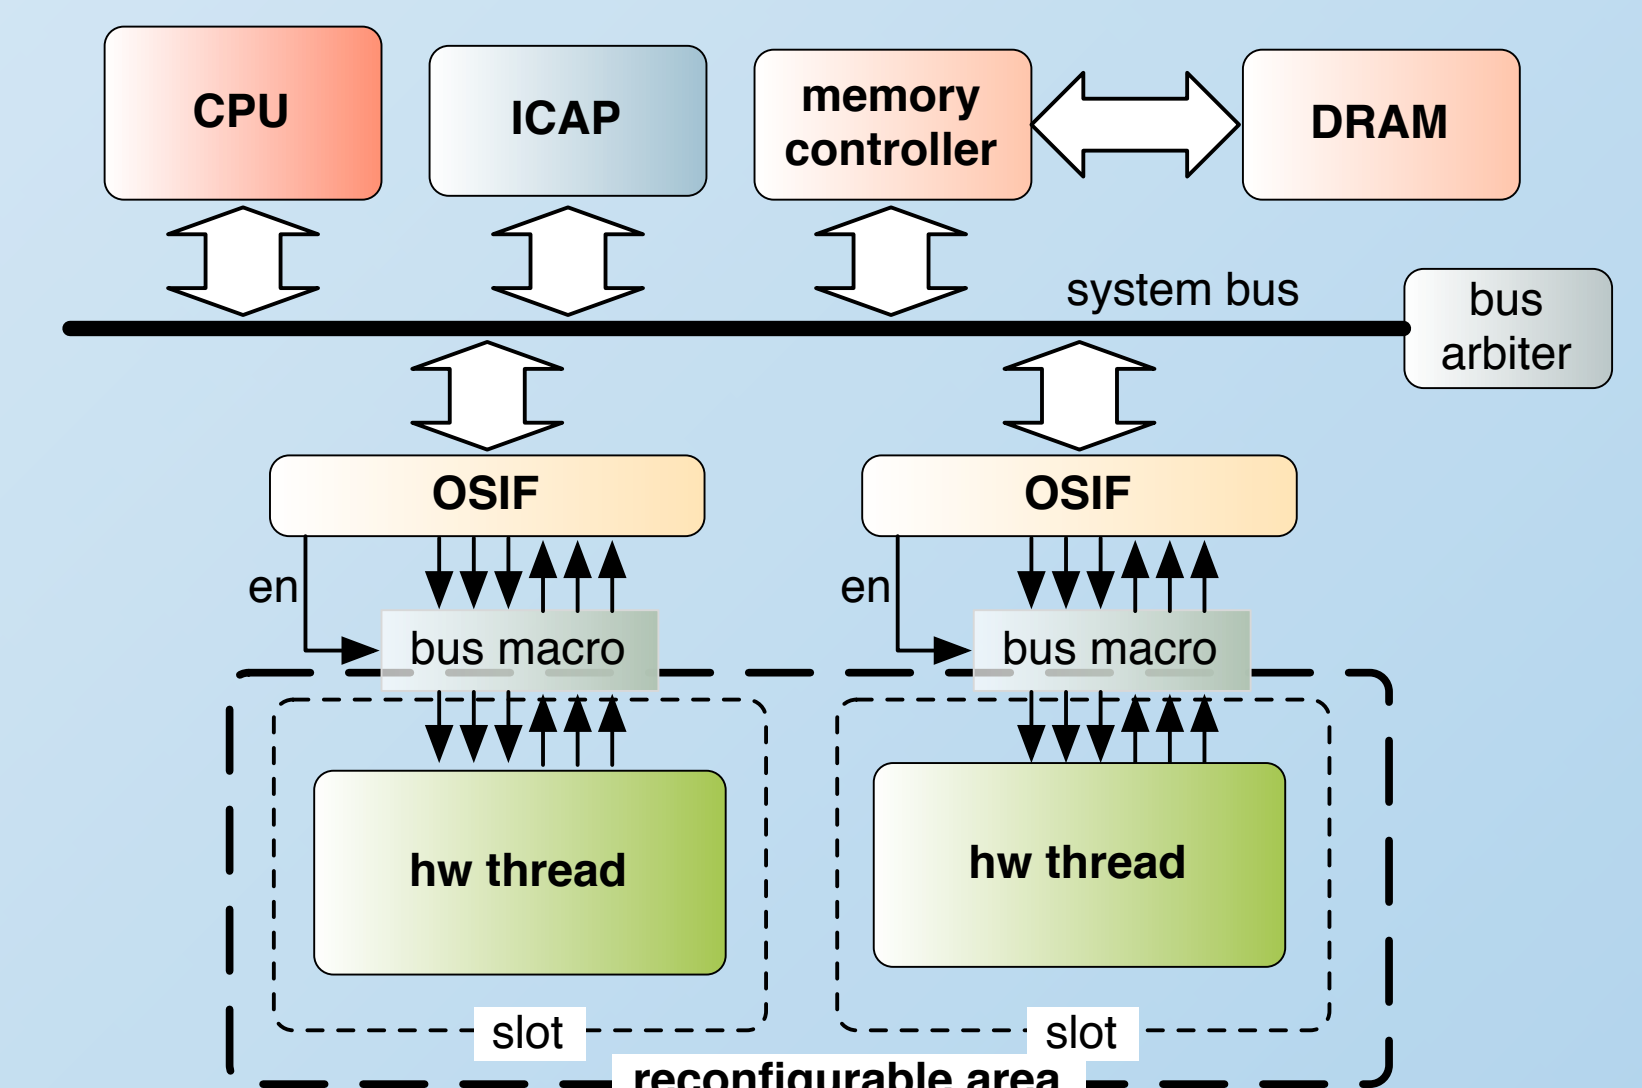 CPU
ICAP
memory
controller
DRAM
system bus
bus
arbiter
OSIF
OSIF
en
en
bus macro
bus macro
hw thread
hw thread
slot
slot
reconfigurable area